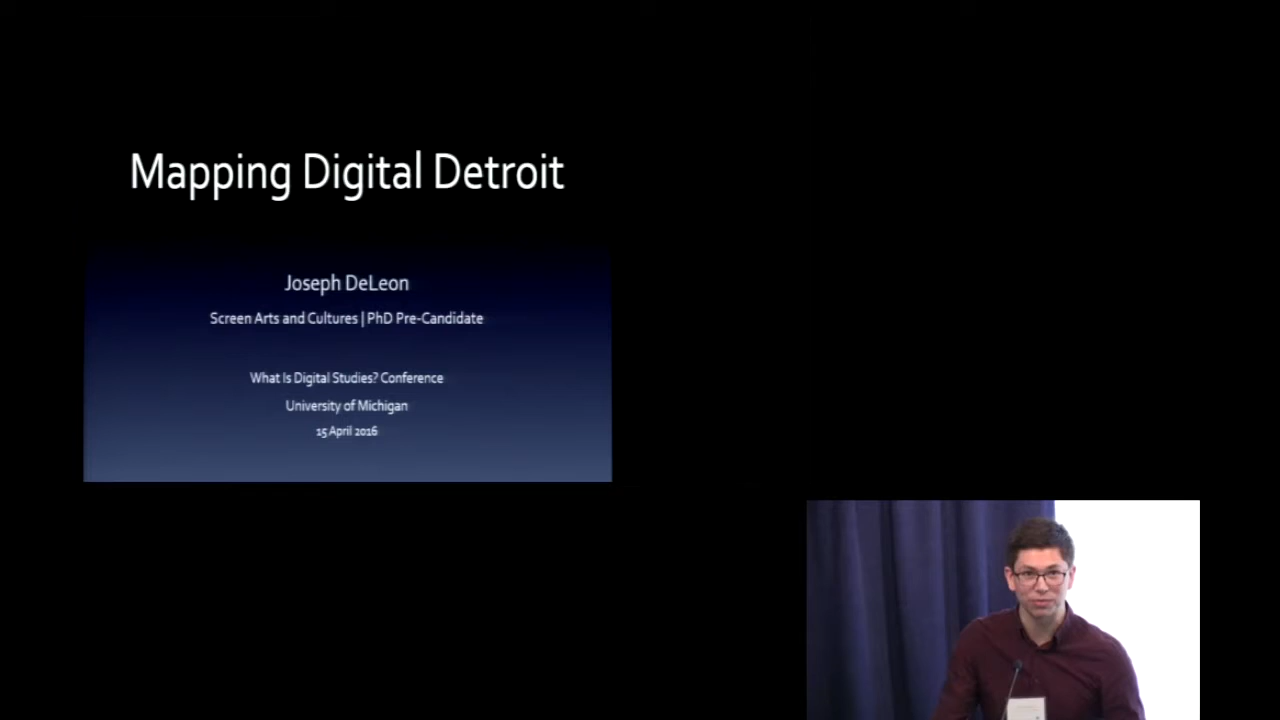 Mapping Digital Detroit
Joseph DeLeon
Screen Arts and Cultures | PhD Pre-Candidate
What Is Digital Studies? Conference
University of Michigan
15 April 2016